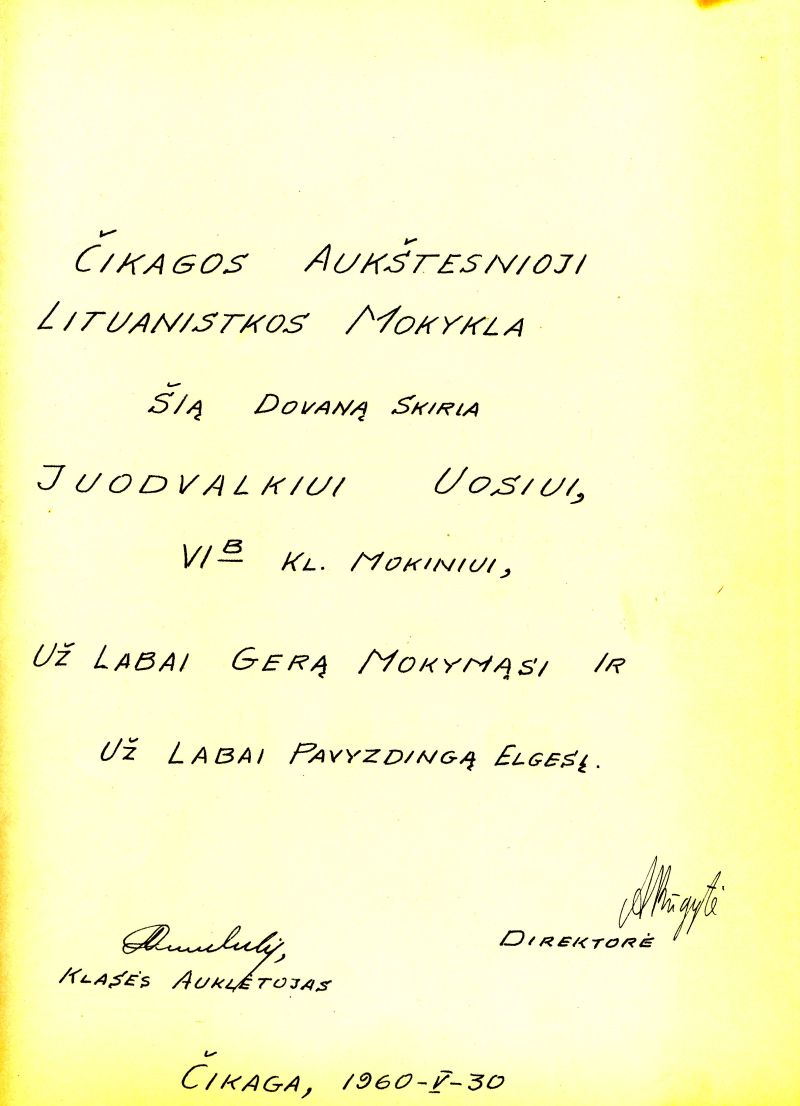 Čikagos Aukštesnioji
Lituanistkos Mokykla
Šią Dovaną Skiria
Juodvalkiui Uosiui,
VI B kl. Mokiniui,
Už Labai Gerą Mokymąsi ir
Už Labai Pavyzdingą Elgesį.
Direktorė
Klasės Auklėtojas
Čikaga, 1960-V-30